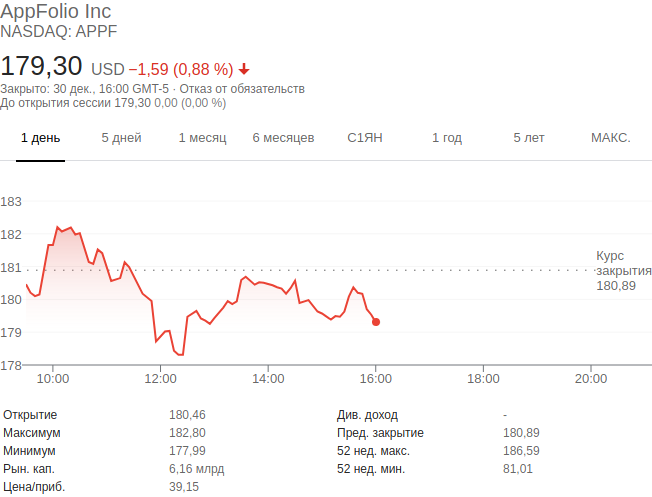 AppFolio Inc
NASDAQ: APPF
179,30 USD −1,59 (0,88 %)
Закрыто: 30 дек., 16:00 GMT-5 · Отказ от обязательств
До открытия сессии 179,30 0,00 (0,00 %)
1 день 5 дней 1 месяц 6 месяцев С1ЯН 1 год 5 лет МАКС.
183
182
Курс
181 закрытия
180,89
180
179
178
10:00 12:00 14:00 16:00 18:00 20:00
Открытие 180,46 Див. доход -
Максимум 182,80 Пред. закрытие 180,89
Минимум 177,99 52 нед. макс. 186,59
Рын. кап. 6,16 млрд 52 нед. мин. 81,01
Цена/приб. 39,15